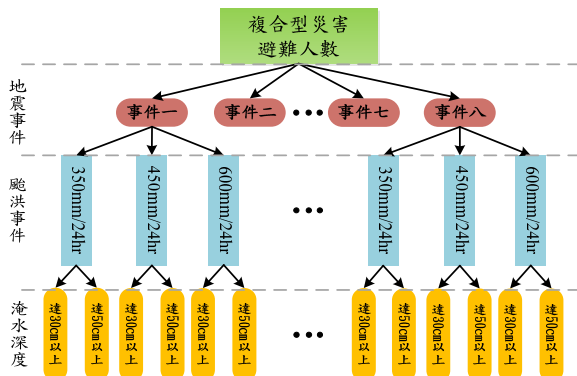 複合型災害
避難人數
地震事件
事件一
事件二
•••
事件七
事件八
颱洪事件
350mm/24hr
450mm/24hr
600mm/24hr
•••
350mm/24hr
450mm/24hr
600mm/24hr
淹水深度
達30cm以上
達50cm以上
達30cm以上
達50cm以上
達30cm以上
達50cm以上
•••
達30cm以上
達50cm以上
達30cm以上
達50cm以上
達30cm以上
達50cm以上